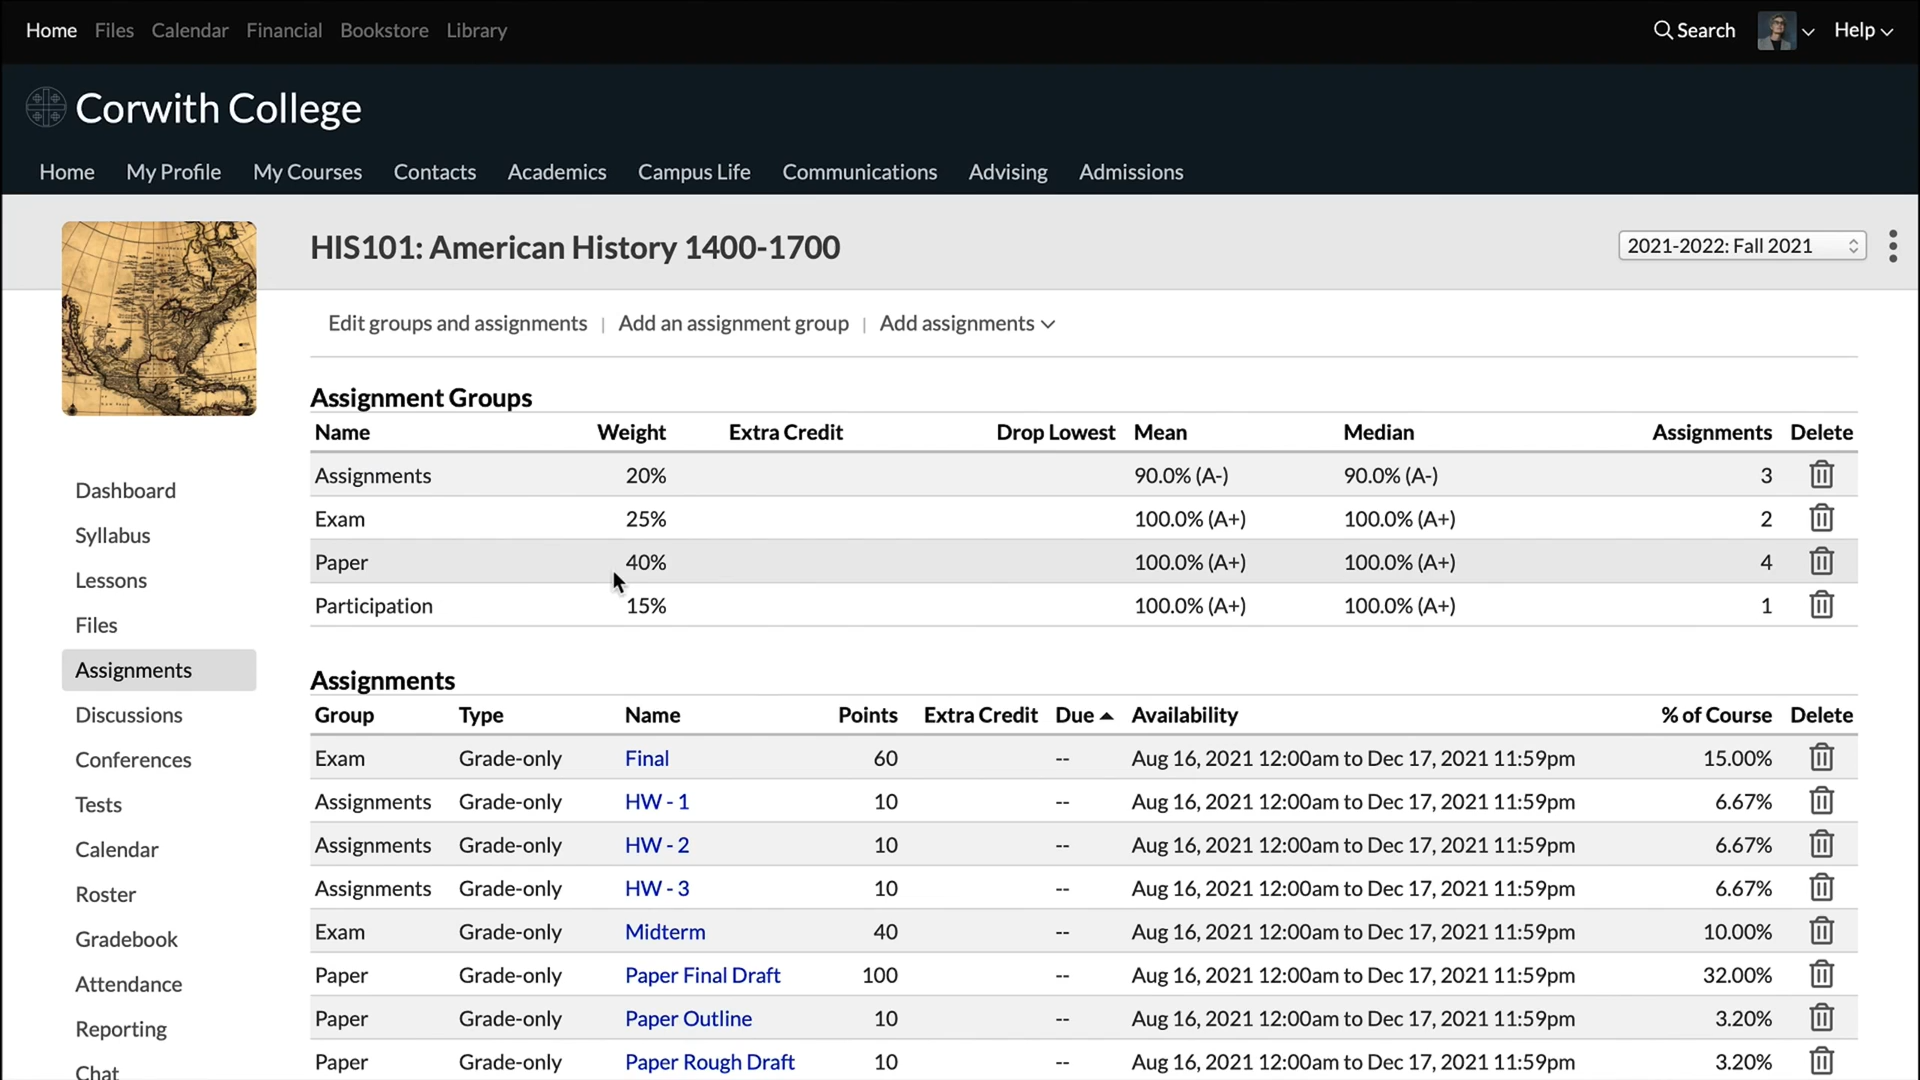 Home Files Calendar Financial Bookstore Library Search Help
Corwith College
Home My Profile My Courses Contacts Academics Campus Life Communications Advising Admissions
HIS101: American History 1400-1700 2021-2022: Fall 2021
Edit groups and assignments | Add an assignment group | Add assignments
Assignment Groups
Name Weight Extra Credit Drop Lowest Mean Median Assignments Delete
Assignments 20% 90.0% (A-) 90.0% (A-) 3
Exam 25% 100.0% (A+) 100.0% (A+) 2
Paper 40% 100.0% (A+) 100.0% (A+) 4
Participation 15% 100.0% (A+) 100.0% (A+) 1
Dashboard
Syllabus
Lessons
Files
Assignments
Discussions
Conferences
Tests
Calendar
Roster
Gradebook
Attendance
Reporting
Chat
Assignments
Group Type Name Points Extra Credit Due Availability % of Course Delete
Exam Grade-only Final 60 -- Aug 16, 2021 12:00am to Dec 17, 2021 11:59pm 15.00%
Assignments Grade-only HW - 1 10 -- Aug 16, 2021 12:00am to Dec 17, 2021 11:59pm 6.67%
Assignments Grade-only HW - 2 10 -- Aug 16, 2021 12:00am to Dec 17, 2021 11:59pm 6.67%
Assignments Grade-only HW - 3 10 -- Aug 16, 2021 12:00am to Dec 17, 2021 11:59pm 6.67%
Exam Grade-only Midterm 40 -- Aug 16, 2021 12:00am to Dec 17, 2021 11:59pm 10.00%
Paper Grade-only Paper Final Draft 100 -- Aug 16, 2021 12:00am to Dec 17, 2021 11:59pm 32.00%
Paper Grade-only Paper Outline 10 -- Aug 16, 2021 12:00am to Dec 17, 2021 11:59pm 3.20%
Paper Grade-only Paper Rough Draft 10 -- Aug 16, 2021 12:00am to Dec 17, 2021 11:59pm 3.20%